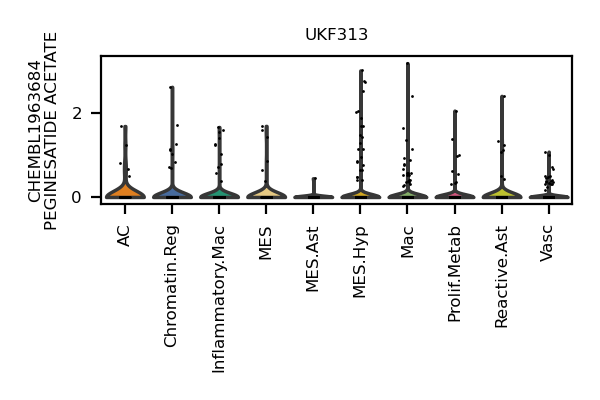 UKF313
CHEMBL1963684
PEGINESATIDE ACETATE
2
0
AC
Chromatin.Reg
Inflammatory.Mac
MES
MES.Ast
MES.Hyp
Mac
Prolif.Metab
Reactive.Ast
Vasc